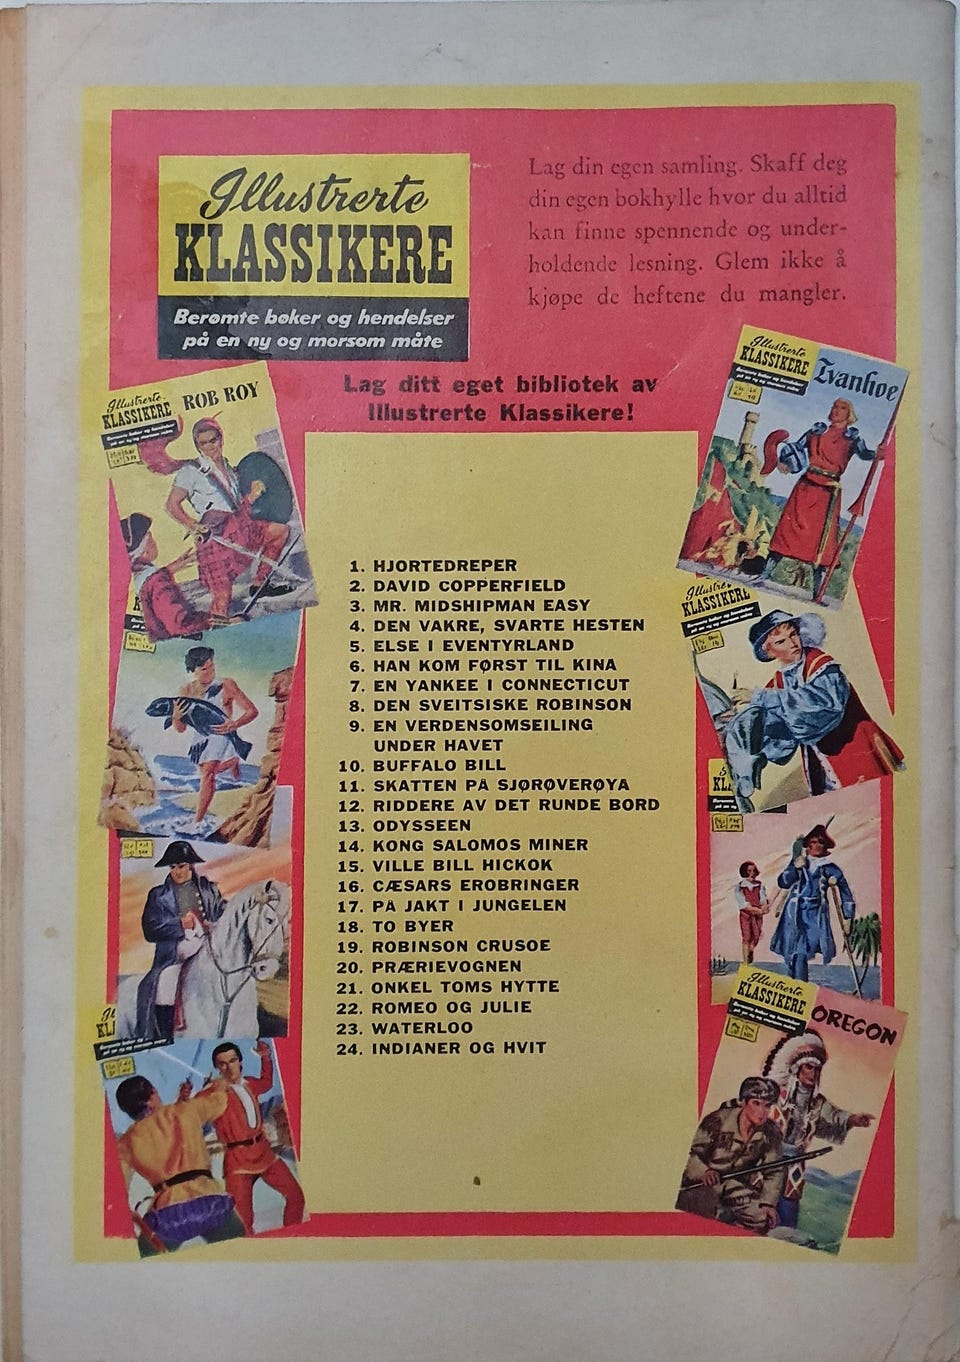 Illustrerte
KLASSIKERE
Berømte bøker og hendelser
på en ny og morsom måte
Lag din egen samling. Skaff deg
din egen bokhylle hvor du alltid
kan finne spennende og under-
holdende lesning. Glem ikke å
kjøpe de heftene du mangler.
Lag ditt eget bibliotek av
Illustrerte Klassikere!
Illustrerte
KLASSIKERE
ROB ROY
Illustrerte
KLASSIKERE
Ivanhoe
KLASSIKERE
1. HJORTEDREPER
2. DAVID COPPERFIELD
3. MR. MIDSHIPMAN EASY
4. DEN VAKRE, SVARTE HESTEN
5. ELSE I EVENTYRLAND
6. HAN KOM FØRST TIL KINA
7. EN YANKEE I CONNECTICUT
8. DEN SVEITSISKE ROBINSON
9. EN VERDENSOMSEILING
UNDER HAVET
10. BUFFALO BILL
11. SKATTEN PÅ SJØRØVERØYA
12. RIDDERE AV DET RUNDE BORD
13. ODYSSEEN
14. KONG SALOMOS MINER
15. VILLE BILL HICKOK
16. CÆSARS EROBRINGER
17. PÅ JAKT I JUNGELEN
18. TO BYER
19. ROBINSON CRUSOE
20. PRÆRIEVOGNEN
21. ONKEL TOMS HYTTE
22. ROMEO OG JULIE
23. WATERLOO
24. INDIANER OG HVIT
Illustrerte
KLASSIKERE
OREGON